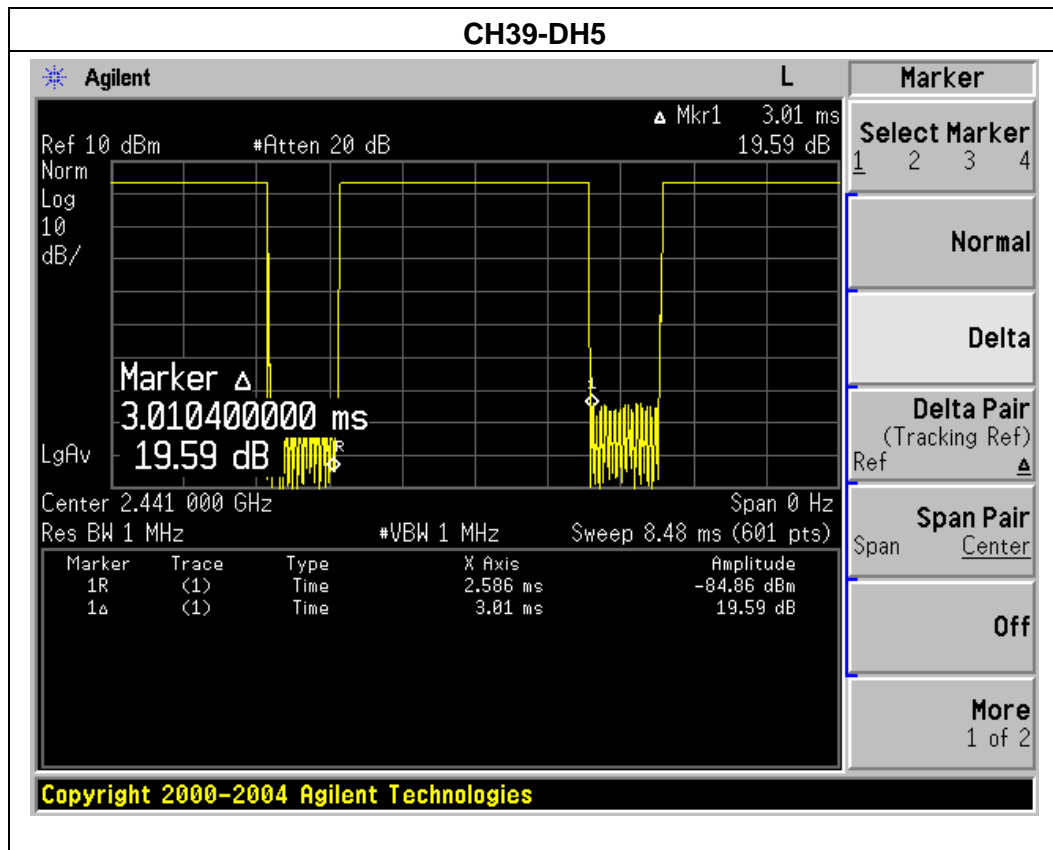 CH39-DH5
Agilent L
Δ Mkr1 3.01 ms
Ref 10 dBm #Atten 20 dB 19.59 dB
Norm
Log
10
dB/
1
Marker Δ
3.010400000 ms
19.59 dB
R
LgAv
Center 2.441 000 GHz Span 0 Hz
Res BW 1 MHz #VBW 1 MHz Sweep 8.48 ms (601 pts)
Marker Trace Type X Axis Amplitude
1R (1) Time 2.586 ms -84.86 dBm
1Δ (1) Time 3.01 ms 19.59 dB
Copyright 2000-2004 Agilent Technologies
Marker
Select Marker
1 2 3 4
Normal
Delta
Delta Pair
(Tracking Ref)
Ref Δ
Span Pair
Span Center
Off
More
1 of 2